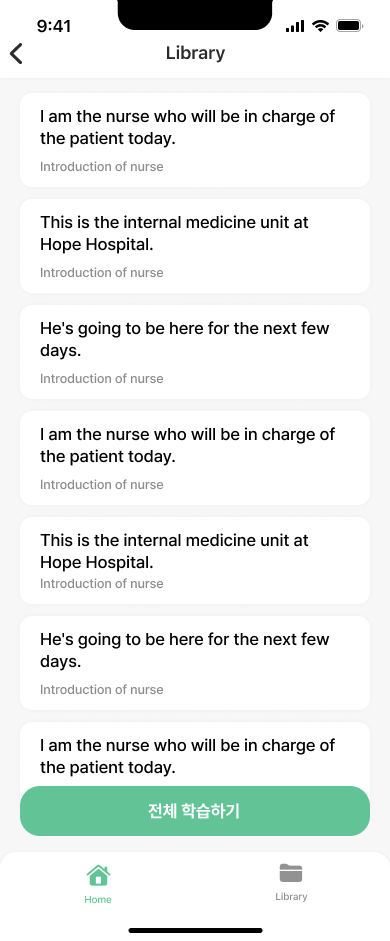 9:41
Library
I am the nurse who will be in charge of
the patient today.
Introduction of nurse
This is the internal medicine unit at
Hope Hospital.
Introduction of nurse
He's going to be here for the next few
days.
Introduction of nurse
I am the nurse who will be in charge of
the patient today.
Introduction of nurse
This is the internal medicine unit at
Hope Hospital.
Introduction of nurse
He's going to be here for the next few
days.
Introduction of nurse
I am the nurse who will be in charge of
the patient today.
전체 학습하기
Home
Library